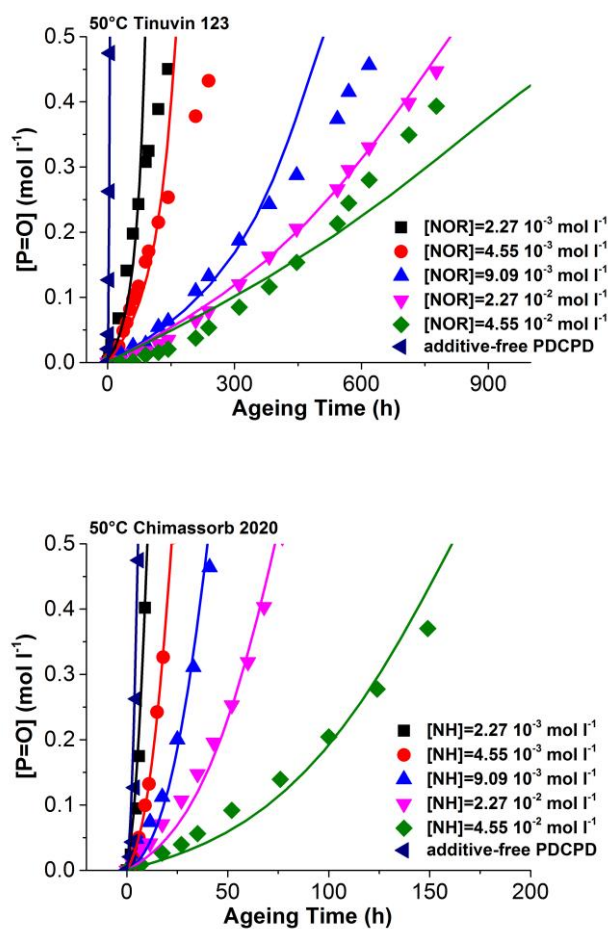 50°C Tinuvin 123
0.5
0.4
0.3
0.2
0.1
0.0
[P=O] (mol l⁻¹)
[NOR]=2.27 10⁻³ mol l⁻¹
[NOR]=4.55 10⁻³ mol l⁻¹
[NOR]=9.09 10⁻³ mol l⁻¹
[NOR]=2.27 10⁻² mol l⁻¹
[NOR]=4.55 10⁻² mol l⁻¹
additive-free PDCPD
0 300 600 900
Ageing Time (h)
50°C Chimassorb 2020
0.5
0.4
0.3
0.2
0.1
0.0
[P=O] (mol l⁻¹)
[NH]=2.27 10⁻³ mol l⁻¹
[NH]=4.55 10⁻³ mol l⁻¹
[NH]=9.09 10⁻³ mol l⁻¹
[NH]=2.27 10⁻² mol l⁻¹
[NH]=4.55 10⁻² mol l⁻¹
additive-free PDCPD
0 50 100 150 200
Ageing Time (h)